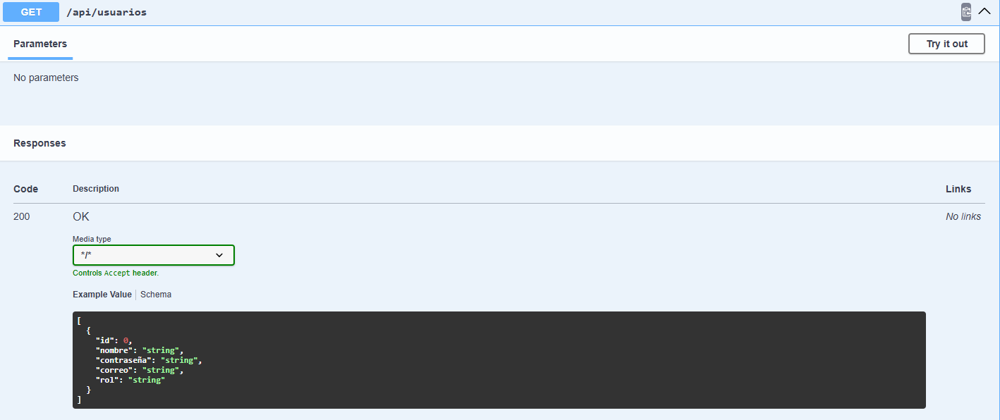 GET /api/usuarios
Parameters
Try it out
No parameters
Responses
Code Description Links
200 OK No links
Media type
*/*
Controls Accept header.
Example Value Schema
[
  {
    "id": 0,
    "nombre": "string",
    "contraseña": "string",
    "correo": "string",
    "rol": "string"
  }
]